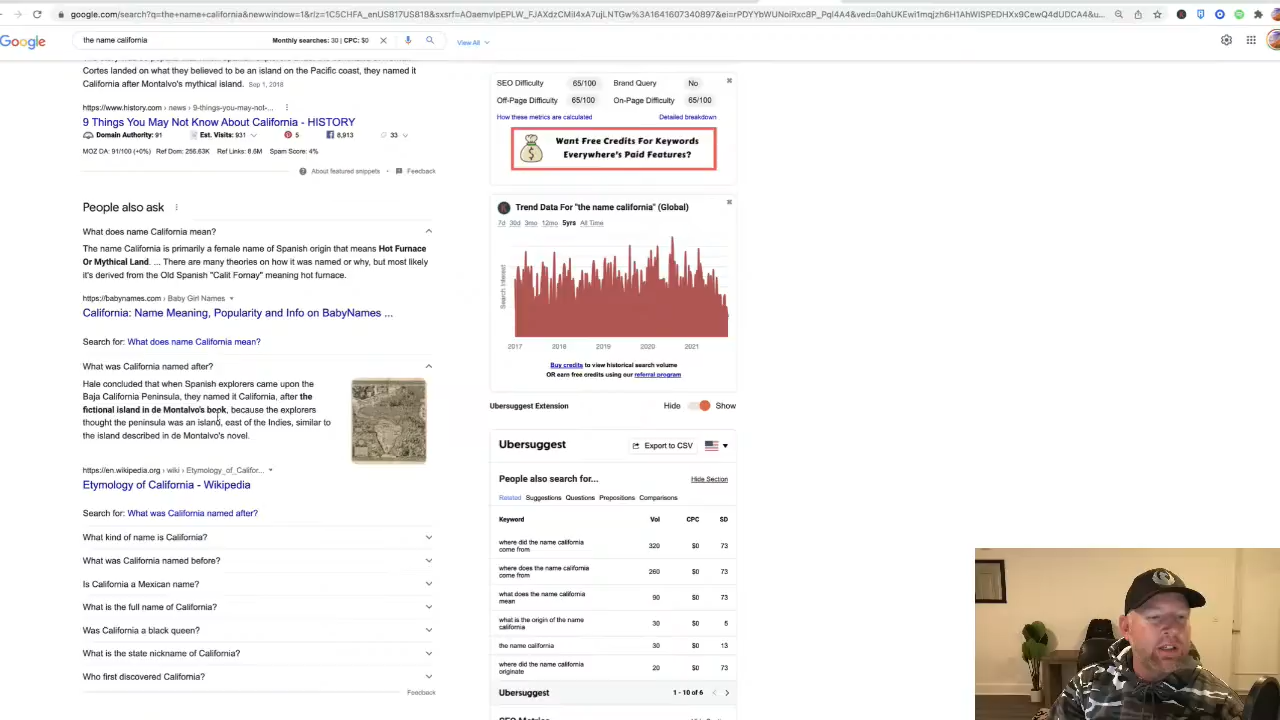 google.com/search?q=the+name+california&rlz=1C5CHFA_enUS817US818&sxsrf=
Google
the name california
Monthly searches: 30 | CPC: $0
View All
Cortes landed on what they believed to be an island on the Pacific coast, they named it
California after Montalvo's mythical island. Sep 1, 2018
https://www.history.com › news › 9-things-you-may-not-...
9 Things You May Not Know About California - HISTORY
Domain Authority: 91 Est. Visits: 931 5 8,913 33
MOZ DA: 91/100 (+0%) Ref Dom: 256.63K Ref Links: 8.6M Spam Score: 4%
About featured snippets • Feedback
People also ask
What does name California mean?
The name California is primarily a female name of Spanish origin that means Hot Furnace
Or Mythical Land. ... There are many theories on how it was named or why, but most likely
it's derived from the Old Spanish "Calit Fornay" meaning hot furnace.
https://babynames.com › Baby Girl Names
California: Name Meaning, Popularity and Info on BabyNames ...
Search for: What does name California mean?
What was California named after?
Hale concluded that when Spanish explorers came upon the
Baja California Peninsula, they named it California, after the
fictional island in de Montalvo's book, because the explorers
thought the peninsula was an island, east of the Indies, similar to
the island described in de Montalvo's novel.
https://en.wikipedia.org › wiki › Etymology_of_Califor...
Etymology of California - Wikipedia
Search for: What was California named after?
What kind of name is California?
What was California named before?
Is California a Mexican name?
What is the full name of California?
Was California a black queen?
What is the state nickname of California?
Who first discovered California?
Feedback
SEO Difficulty 65/100 Brand Query No
Off-Page Difficulty 65/100 On-Page Difficulty 65/100
How these metrics are calculated Detailed breakdown
Want Free Credits For Keywords
Everywhere's Paid Features?
Trend Data For "the name california" (Global)
7d 30d 3mo 12mo 5yrs All Time
Search Interest
2017 2018 2019 2020 2021
Buy credits to view historical search volume
OR earn free credits using our referral program
Ubersuggest Extension Hide Show
Ubersuggest Export to CSV
People also search for... Hide Section
Related Suggestions Questions Prepositions Comparisons
Keyword Vol CPC SD
where did the name california
come from 320 $0 73
where does the name california
come from 260 $0 73
what does the name california
mean 90 $0 73
what is the origin of the name
california 30 $0 5
the name california 30 $0 13
where did the name california
originate 20 $0 73
Ubersuggest 1 - 10 of 6